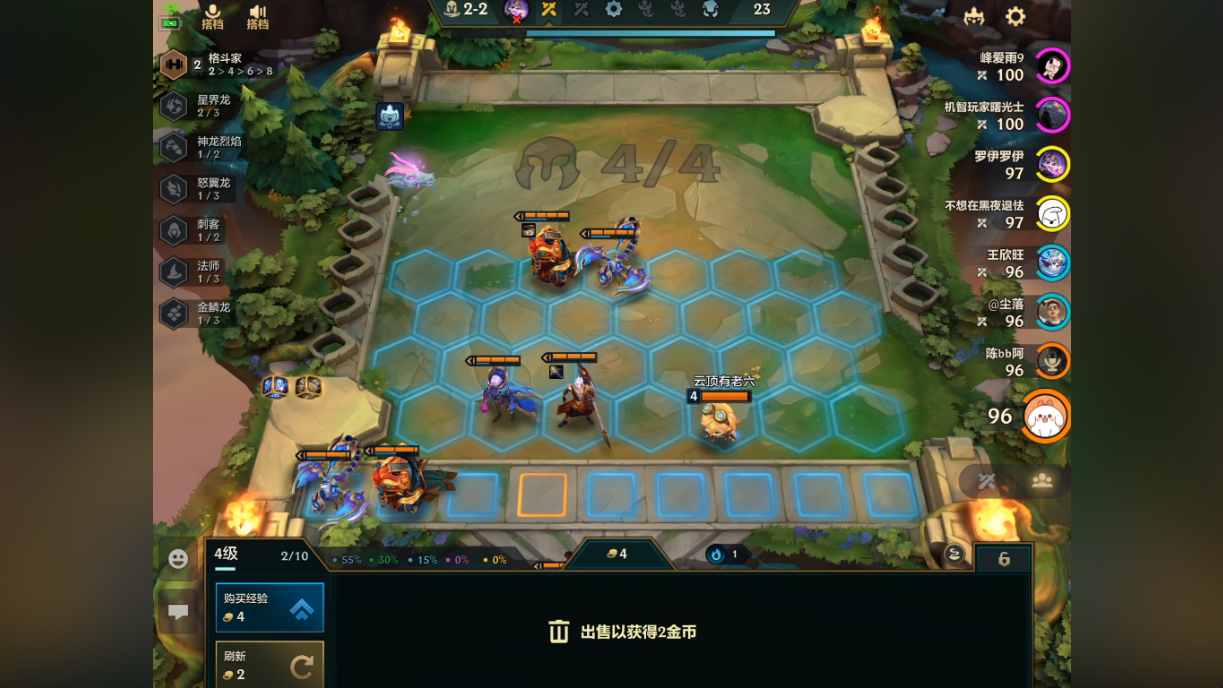 搭档
搭档
2-2
23
2
格斗家
2 > 4 > 6 > 8
星界龙
2 / 3
神龙烈焰
1 / 2
怒翼龙
1 / 3
刺客
1 / 2
法师
1 / 3
金鳞龙
1 / 3
4/4
峰爱雨9
100
机智玩家曙光士
100
罗伊罗伊
97
不想在黑夜退怯
97
王欣旺
96
@尘落
96
陈bb阿
96
96
云顶有老六
4
4级
2/10
55%
30%
15%
0%
0%
4
1
购买经验
4
刷新
2
出售以获得2金币